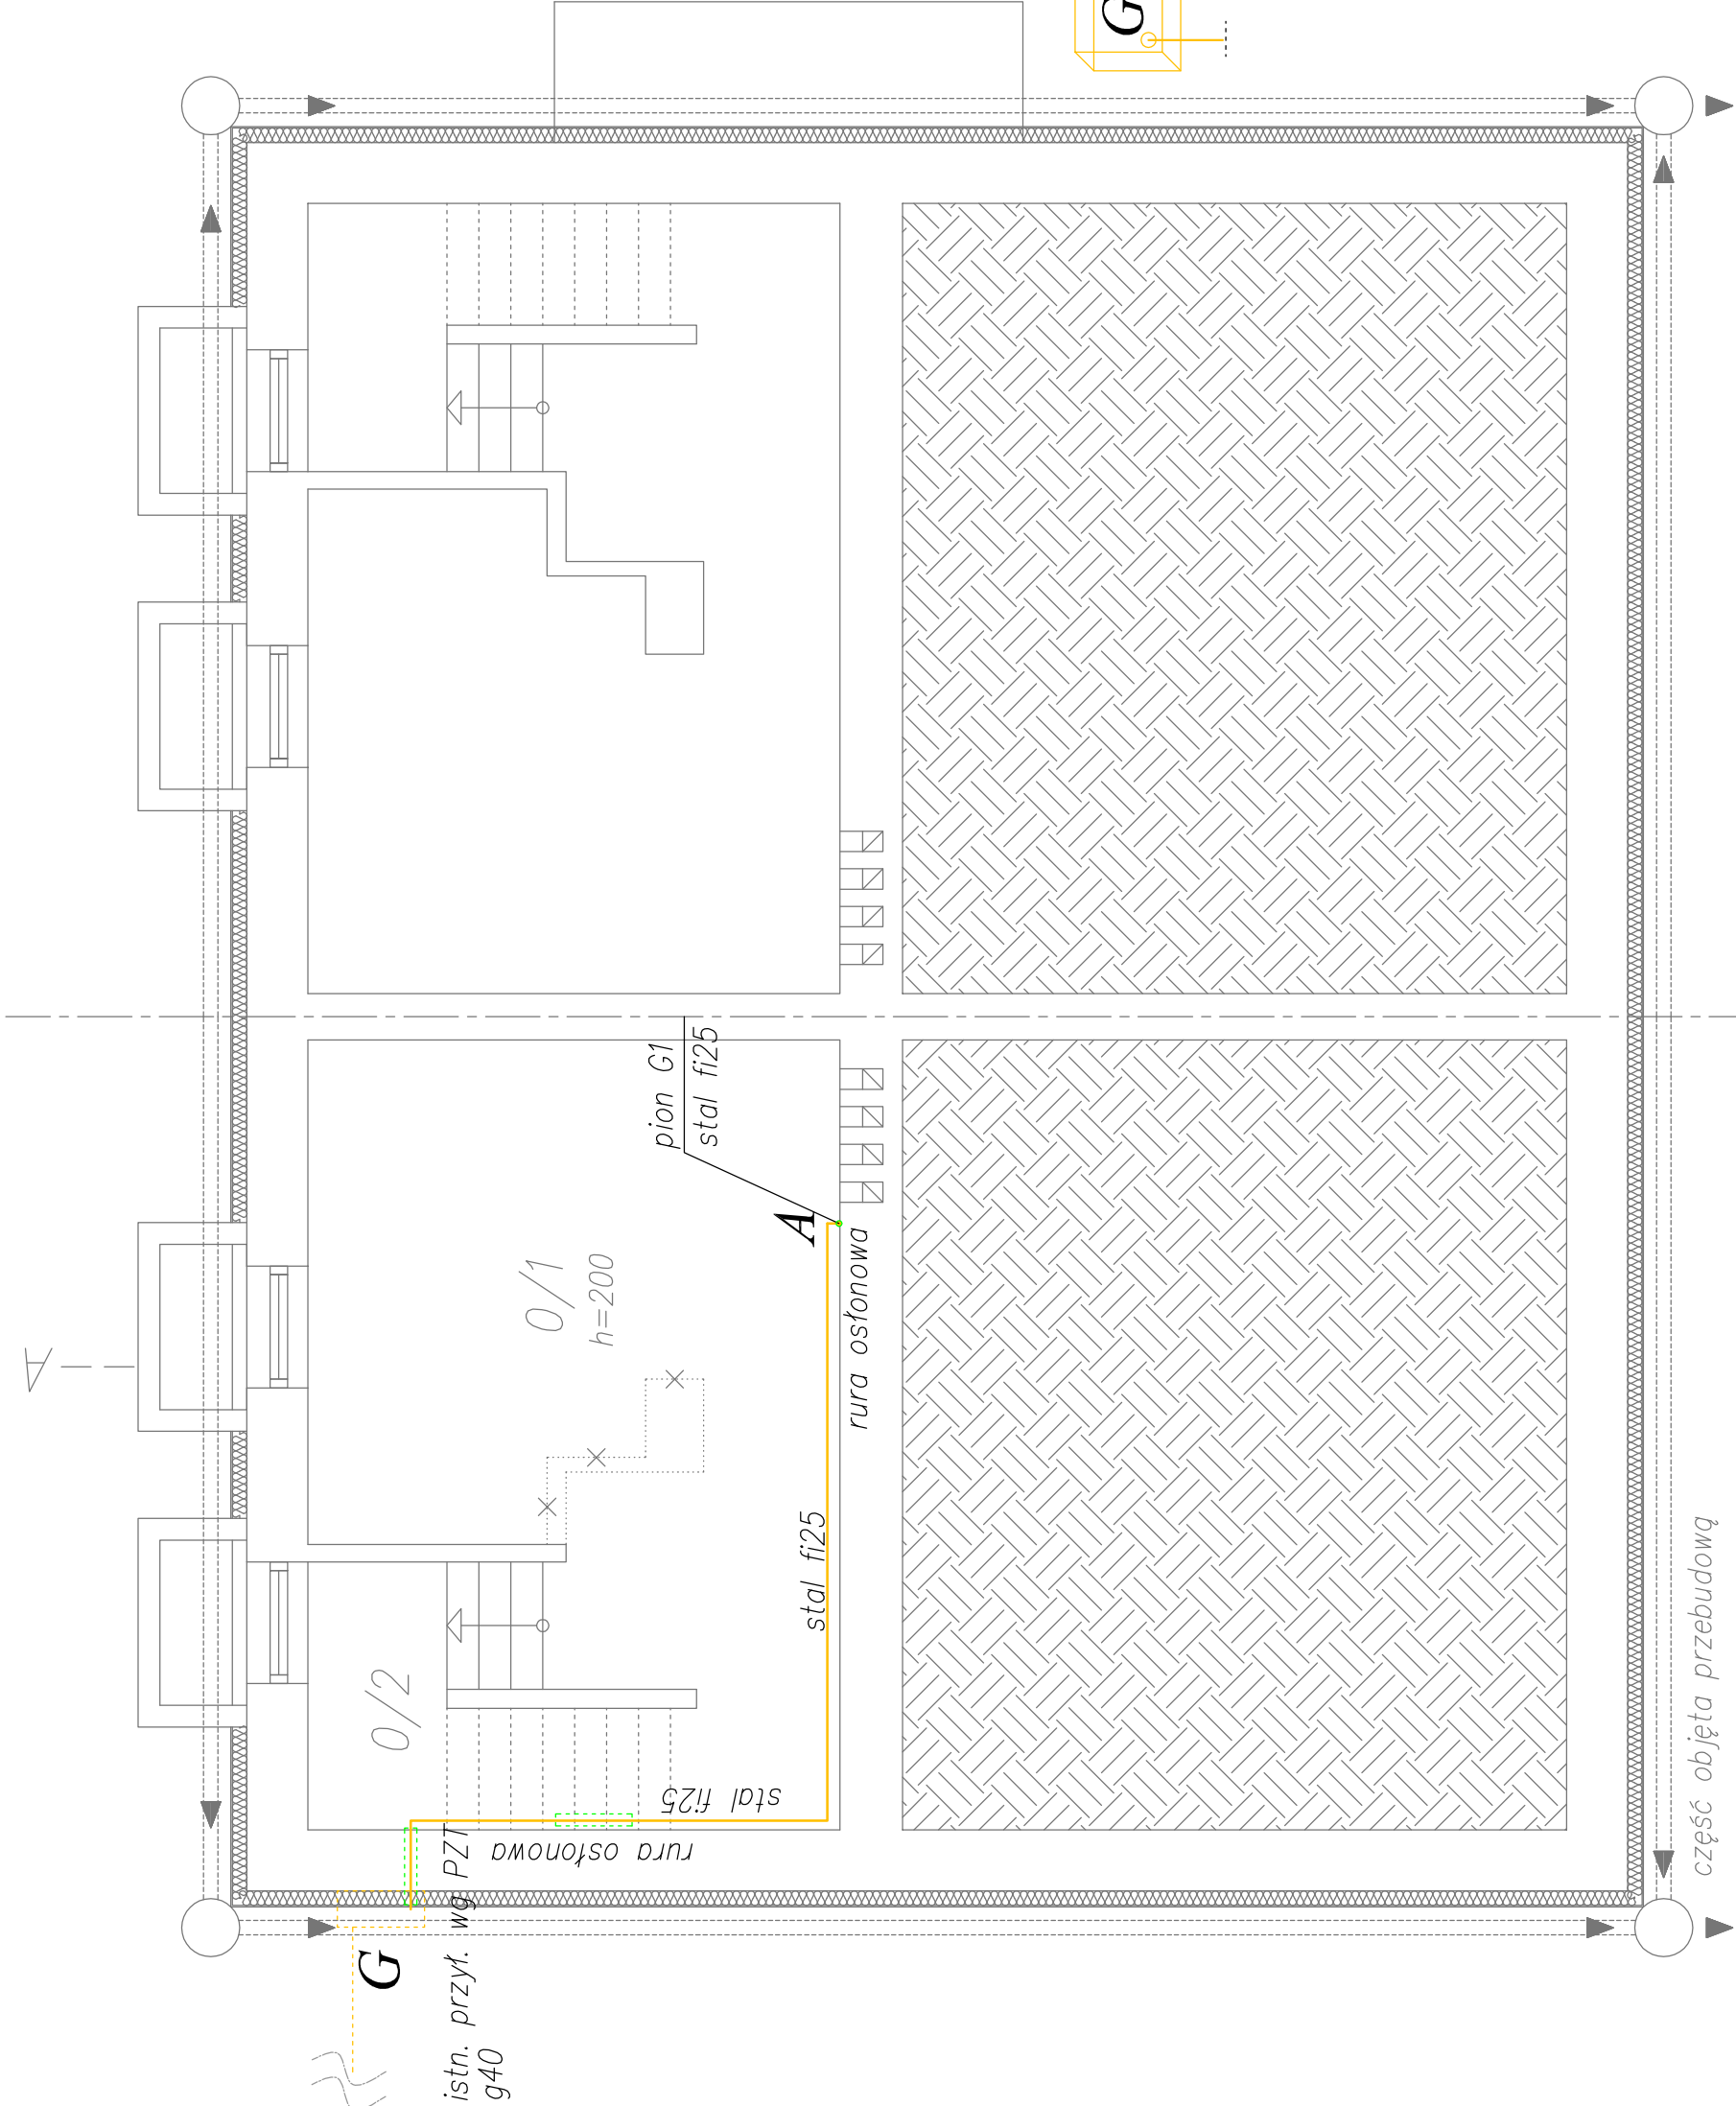 G
pion G1
stal fi25
A
rura osłonowa
0/1
h=200
A
stal fi25
0/2
stal fi25
rura osłonowa
G
istn. przył. wg PZT
g40
część objęta przebudową